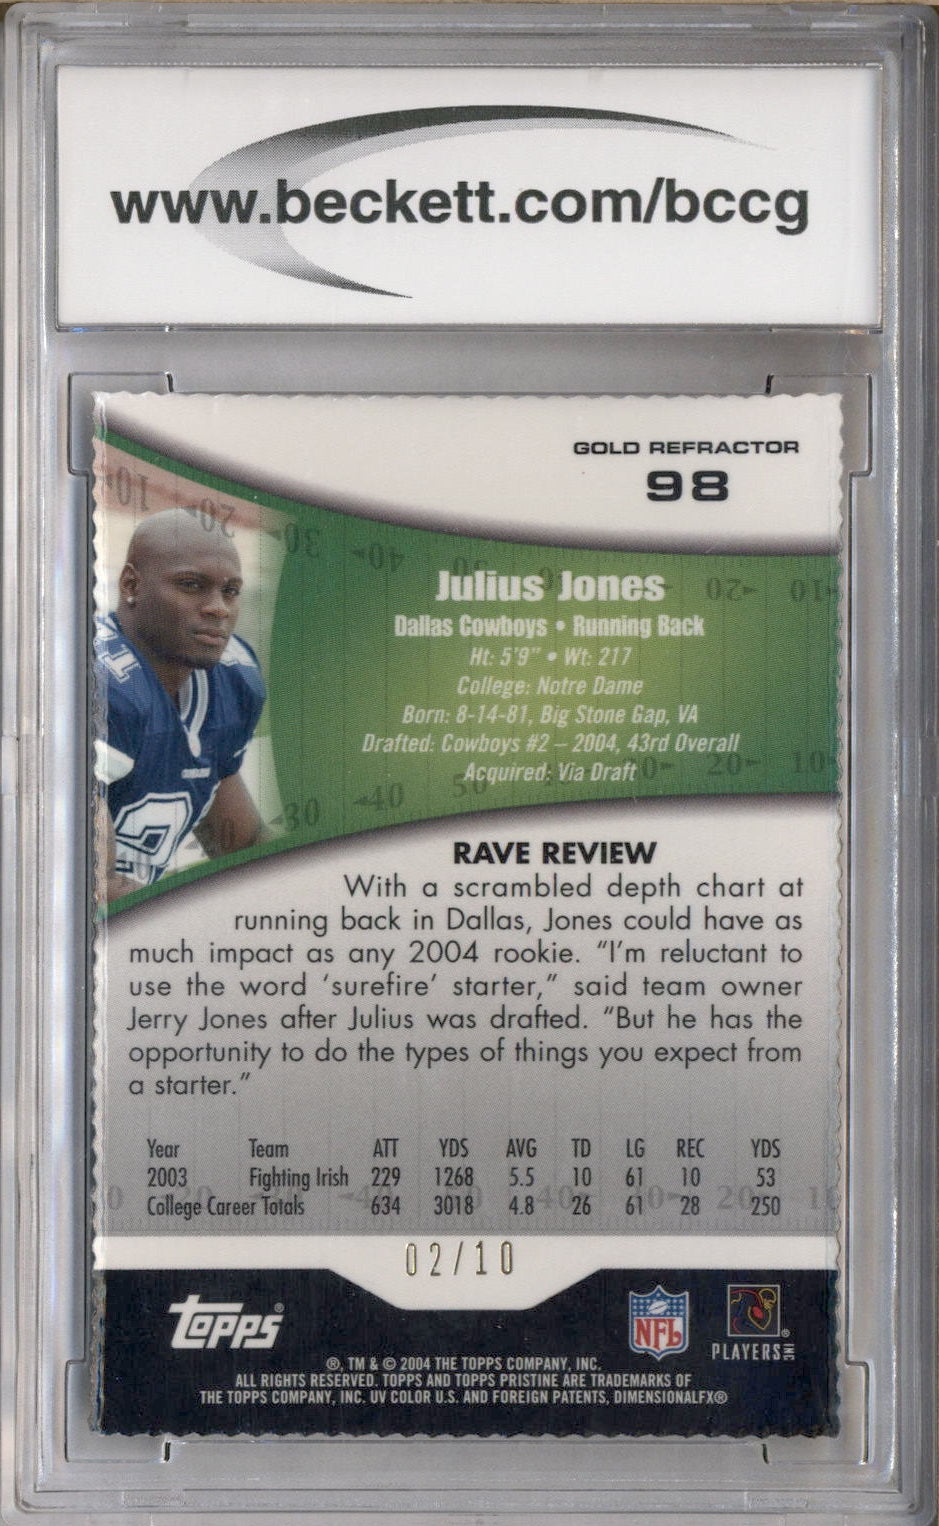 www.beckett.com/bccg
GOLD REFRACTOR
98
Julius Jones
Dallas Cowboys • Running Back
Ht: 5'9" • Wt: 217
College: Notre Dame
Born: 8-14-81, Big Stone Gap, VA
Drafted: Cowboys #2 – 2004, 43rd Overall
Acquired: Via Draft
RAVE REVIEW
With a scrambled depth chart at
running back in Dallas, Jones could have as
much impact as any 2004 rookie. "I'm reluctant to
use the word 'surefire' starter," said team owner
Jerry Jones after Julius was drafted. "But he has the
opportunity to do the types of things you expect from
a starter."
Year Team ATT YDS AVG TD LG REC YDS
2003 Fighting Irish 229 1268 5.5 10 61 10 53
College Career Totals 634 3018 4.8 26 61 28 250
02/10
topps®
NFL
PLAYERS INC ®
®, TM & © 2004 THE TOPPS COMPANY, INC.
ALL RIGHTS RESERVED. TOPPS AND TOPPS PRISTINE ARE TRADEMARKS OF
THE TOPPS COMPANY, INC. UV COLOR U.S. AND FOREIGN PATENTS, DIMENSIONALFX®